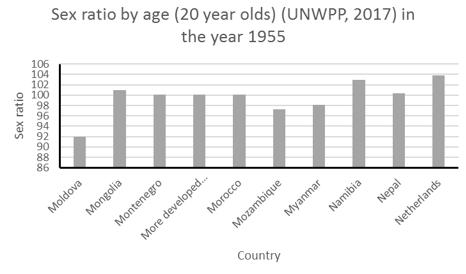 Sex ratio by age (20 year olds) (UNWPP, 2017) in
the year 1955
106
104
102
100
98
96
94
92
90
88
86
Sex ratio
Moldova
Mongolia
Montenegro
More developed...
Morocco
Mozambique
Myanmar
Namibia
Nepal
Netherlands
Country